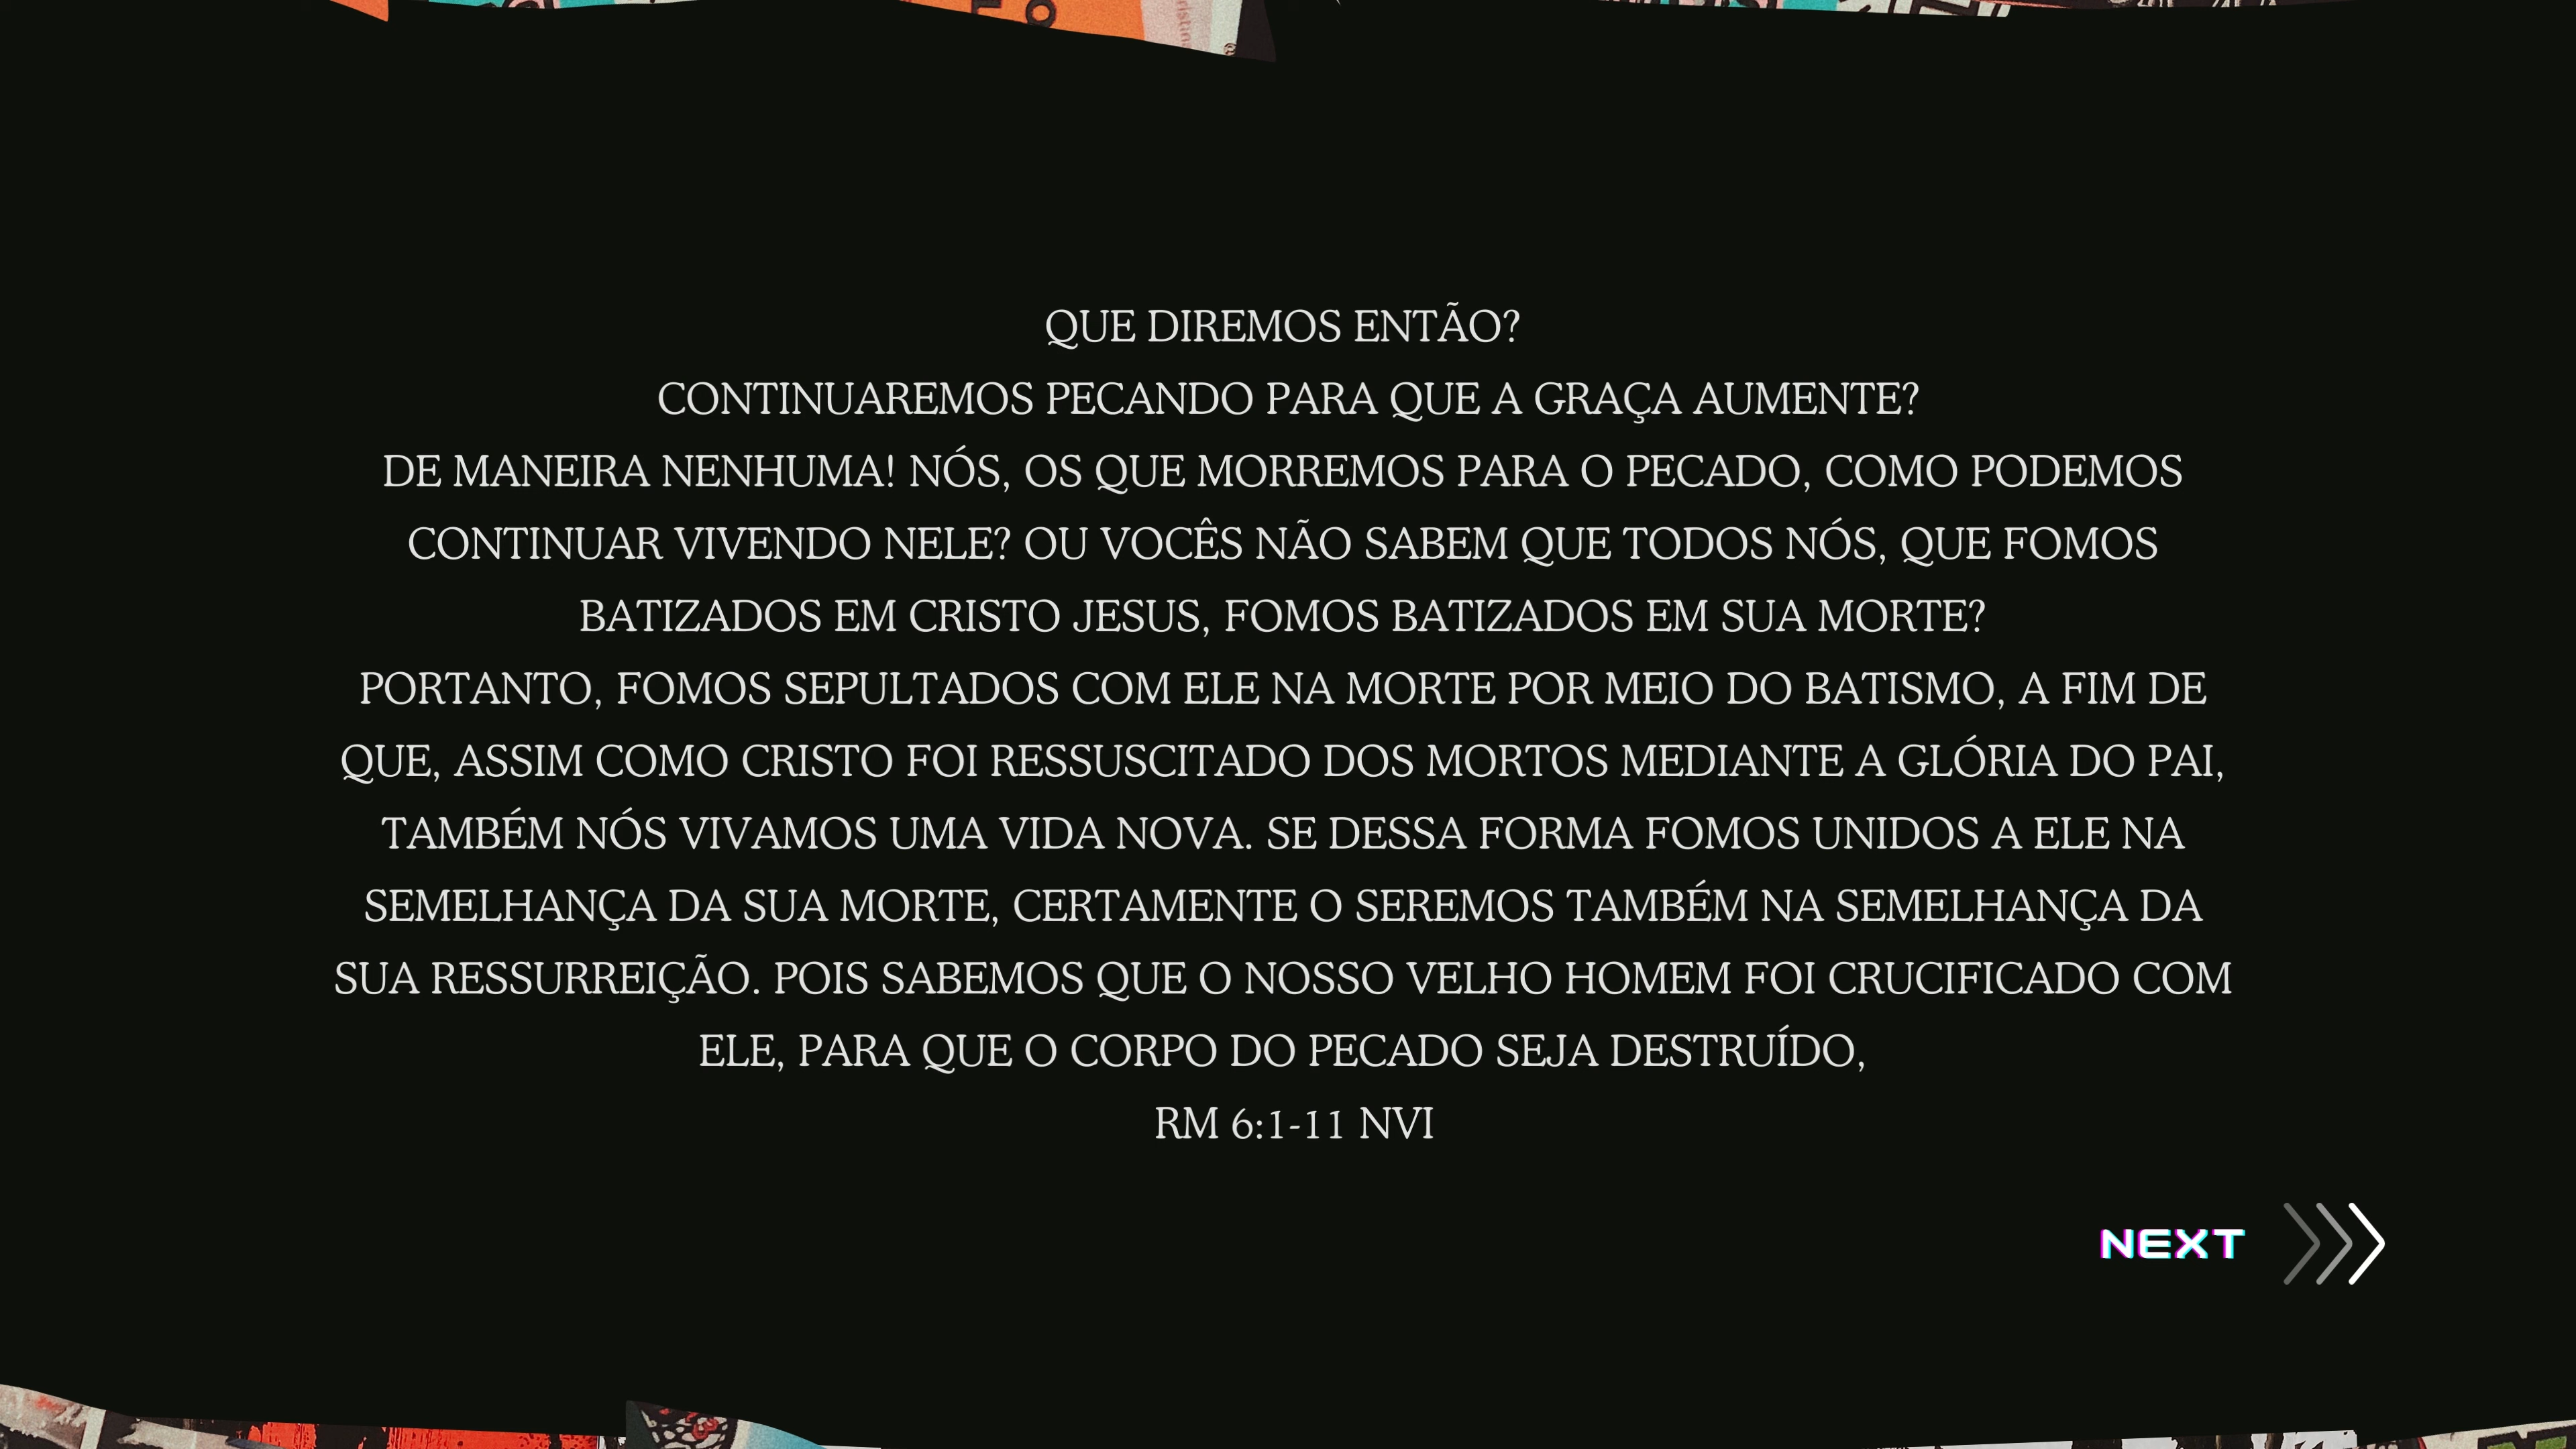 QUE DIREMOS ENTÃO?
CONTINUAREMOS PECANDO PARA QUE A GRAÇA AUMENTE?
DE MANEIRA NENHUMA! NÓS, OS QUE MORREMOS PARA O PECADO, COMO PODEMOS
CONTINUAR VIVENDO NELE? OU VOCÊS NÃO SABEM QUE TODOS NÓS, QUE FOMOS
BATIZADOS EM CRISTO JESUS, FOMOS BATIZADOS EM SUA MORTE?
PORTANTO, FOMOS SEPULTADOS COM ELE NA MORTE POR MEIO DO BATISMO, A FIM DE
QUE, ASSIM COMO CRISTO FOI RESSUSCITADO DOS MORTOS MEDIANTE A GLÓRIA DO PAI,
TAMBÉM NÓS VIVAMOS UMA VIDA NOVA. SE DESSA FORMA FOMOS UNIDOS A ELE NA
SEMELHANÇA DA SUA MORTE, CERTAMENTE O SEREMOS TAMBÉM NA SEMELHANÇA DA
SUA RESSURREIÇÃO. POIS SABEMOS QUE O NOSSO VELHO HOMEM FOI CRUCIFICADO COM
ELE, PARA QUE O CORPO DO PECADO SEJA DESTRUÍDO,
RM 6:1-11 NVI
NEXT